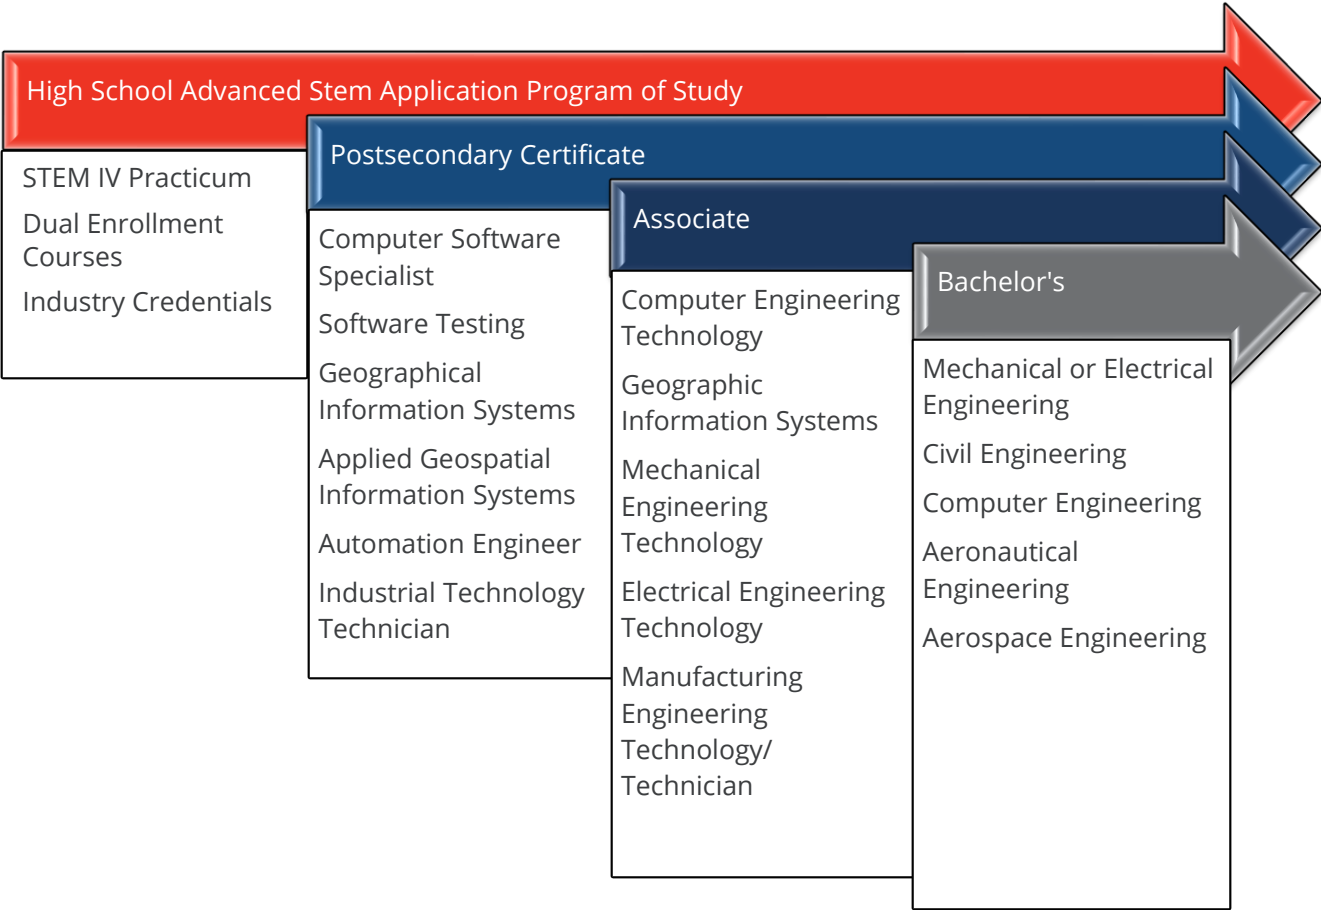 High School Advanced Stem Application Program of Study
STEM IV Practicum
Dual Enrollment
Courses
Industry Credentials
Postsecondary Certificate
Computer Software
Specialist
Software Testing
Geographical
Information Systems
Applied Geospatial
Information Systems
Automation Engineer
Industrial Technology
Technician
Associate
Computer Engineering
Technology
Geographic
Information Systems
Mechanical
Engineering
Technology
Electrical Engineering
Technology
Manufacturing
Engineering
Technology/
Technician
Bachelor's
Mechanical or Electrical
Engineering
Civil Engineering
Computer Engineering
Aeronautical
Engineering
Aerospace Engineering